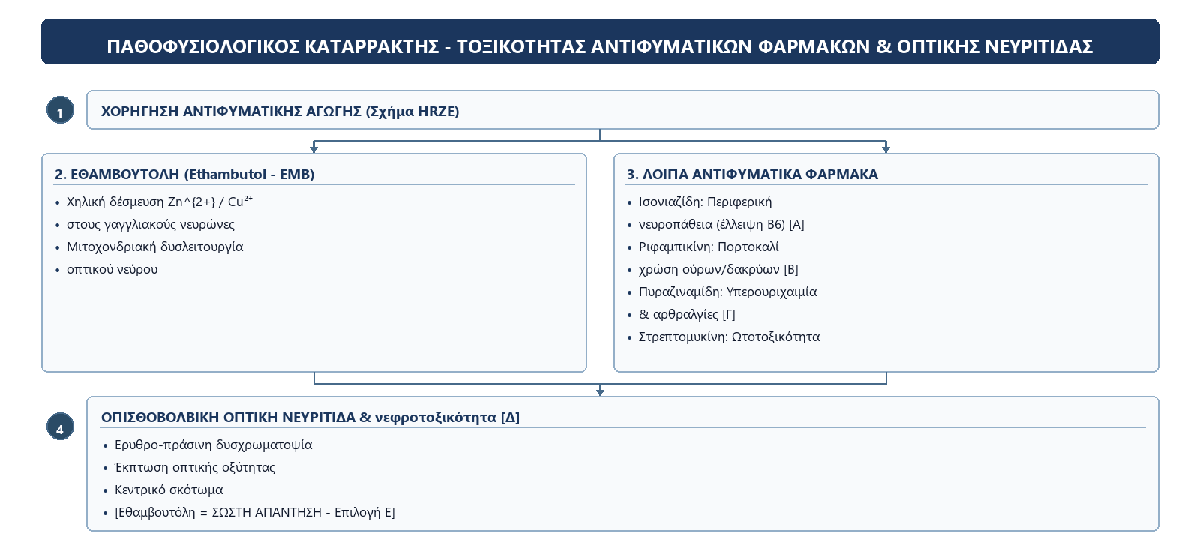 ΠΑΘΟΦΥΣΙΟΛΟΓΙΚΟΣ ΚΑΤΑΡΡΑΚΤΗΣ - ΤΟΞΙΚΟΤΗΤΑΣ ΑΝΤΙΦΥΜΑΤΙΚΩΝ ΦΑΡΜΑΚΩΝ & ΟΠΤΙΚΗΣ ΝΕΥΡΙΤΙΔΑΣ
1
ΧΟΡΗΓΗΣΗ ΑΝΤΙΦΥΜΑΤΙΚΗΣ ΑΓΩΓΗΣ (Σχήμα HRZE)
2. ΕΘΑΜΒΟΥΤΟΛΗ (Ethambutol - EMB)
• Χηλική δέσμευση Zn^{2+} / Cu²⁺
• στους γαγγλιακούς νευρώνες
• Μιτοχονδριακή δυσλειτουργία
• οπτικού νεύρου
3. ΛΟΙΠΑ ΑΝΤΙΦΥΜΑΤΙΚΑ ΦΑΡΜΑΚΑ
• Ισονιαζίδη: Περιφερική
• νευροπάθεια (έλλειψη B6) [Α]
• Ριφαμπικίνη: Πορτοκαλί
• χρώση ούρων/δακρύων [Β]
• Πυραζιναμίδη: Υπερουριχαιμία
• & αρθραλγίες [Γ]
• Στρεπτομυκίνη: Ωτοτοξικότητα
4
ΟΠΙΣΘΟΒΟΛΒΙΚΗ ΟΠΤΙΚΗ ΝΕΥΡΙΤΙΔΑ & νεφροτοξικότητα [Δ]
• Ερυθρο-πράσινη δυσχρωματοψία
• Έκπτωση οπτικής οξύτητας
• Κεντρικό σκότωμα
• [Εθαμβουτόλη = ΣΩΣΤΗ ΑΠΑΝΤΗΣΗ - Επιλογή Ε]